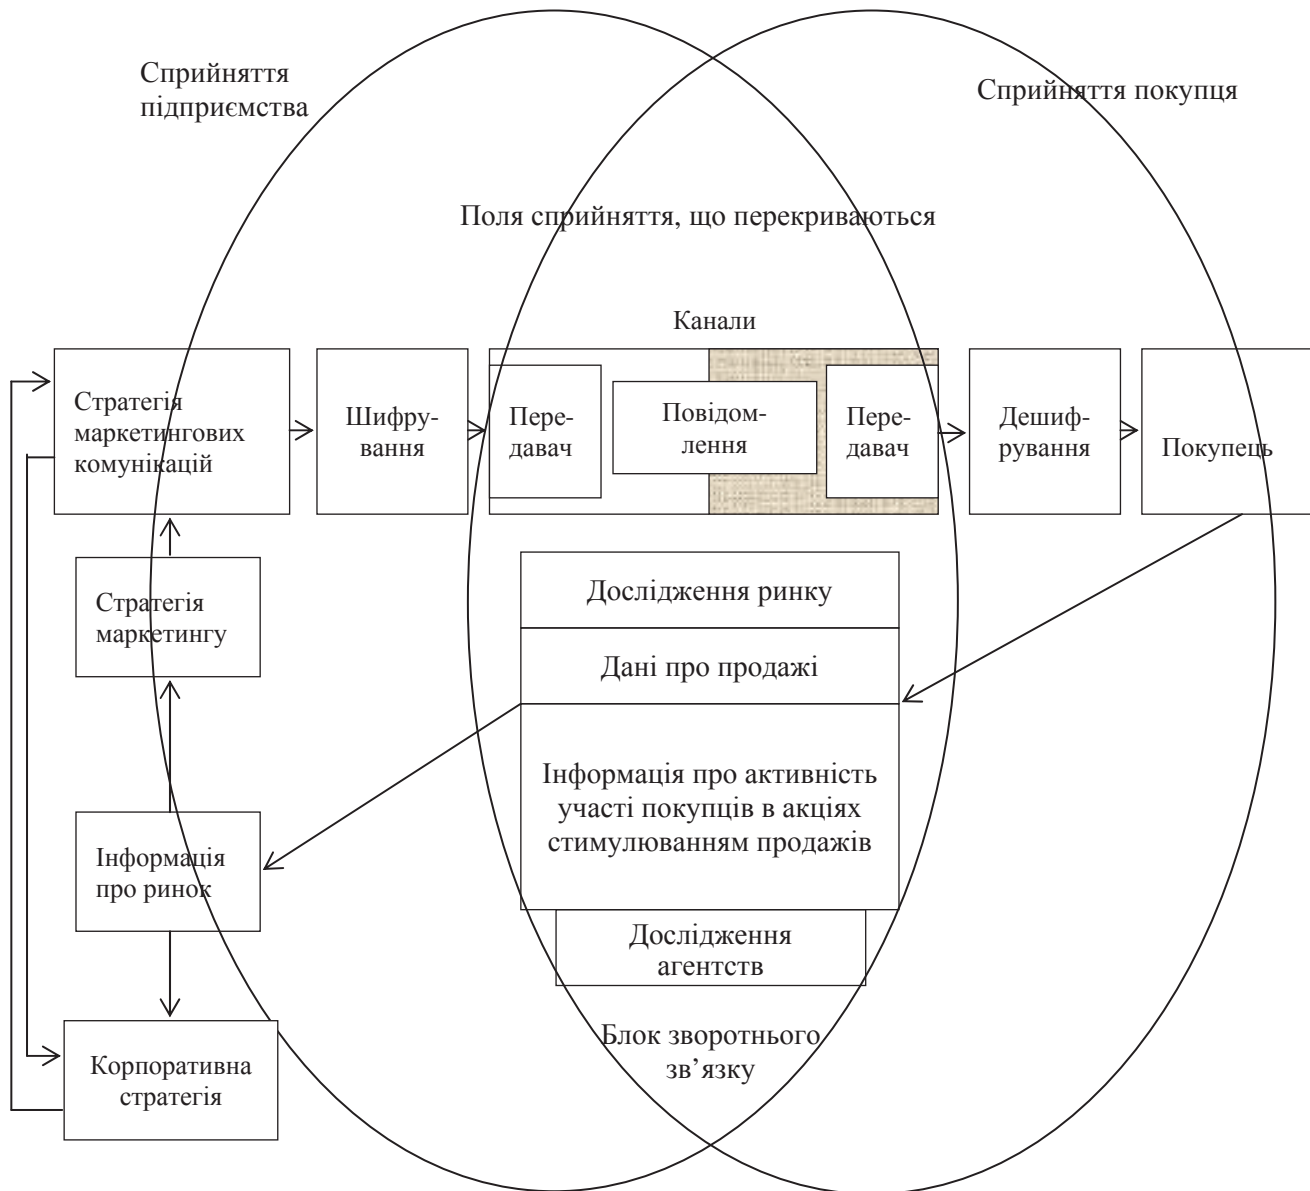 Сприйняття
підприємства
Сприйняття покупця
Поля сприйняття, що перекриваються
Канали
Стратегія
маркетингових
комунікацій
Шифру-
вання
Пере-
давач
Повідом-
лення
Пере-
давач
Дешиф-
рування
Покупець
Стратегія
маркетингу
Дослідження ринку
Дані про продажі
Інформація про активність
участі покупців в акціях
стимулюванням продажів
Інформація
про ринок
Дослідження
агентств
Блок зворотнього
зв’язку
Корпоративна
стратегія